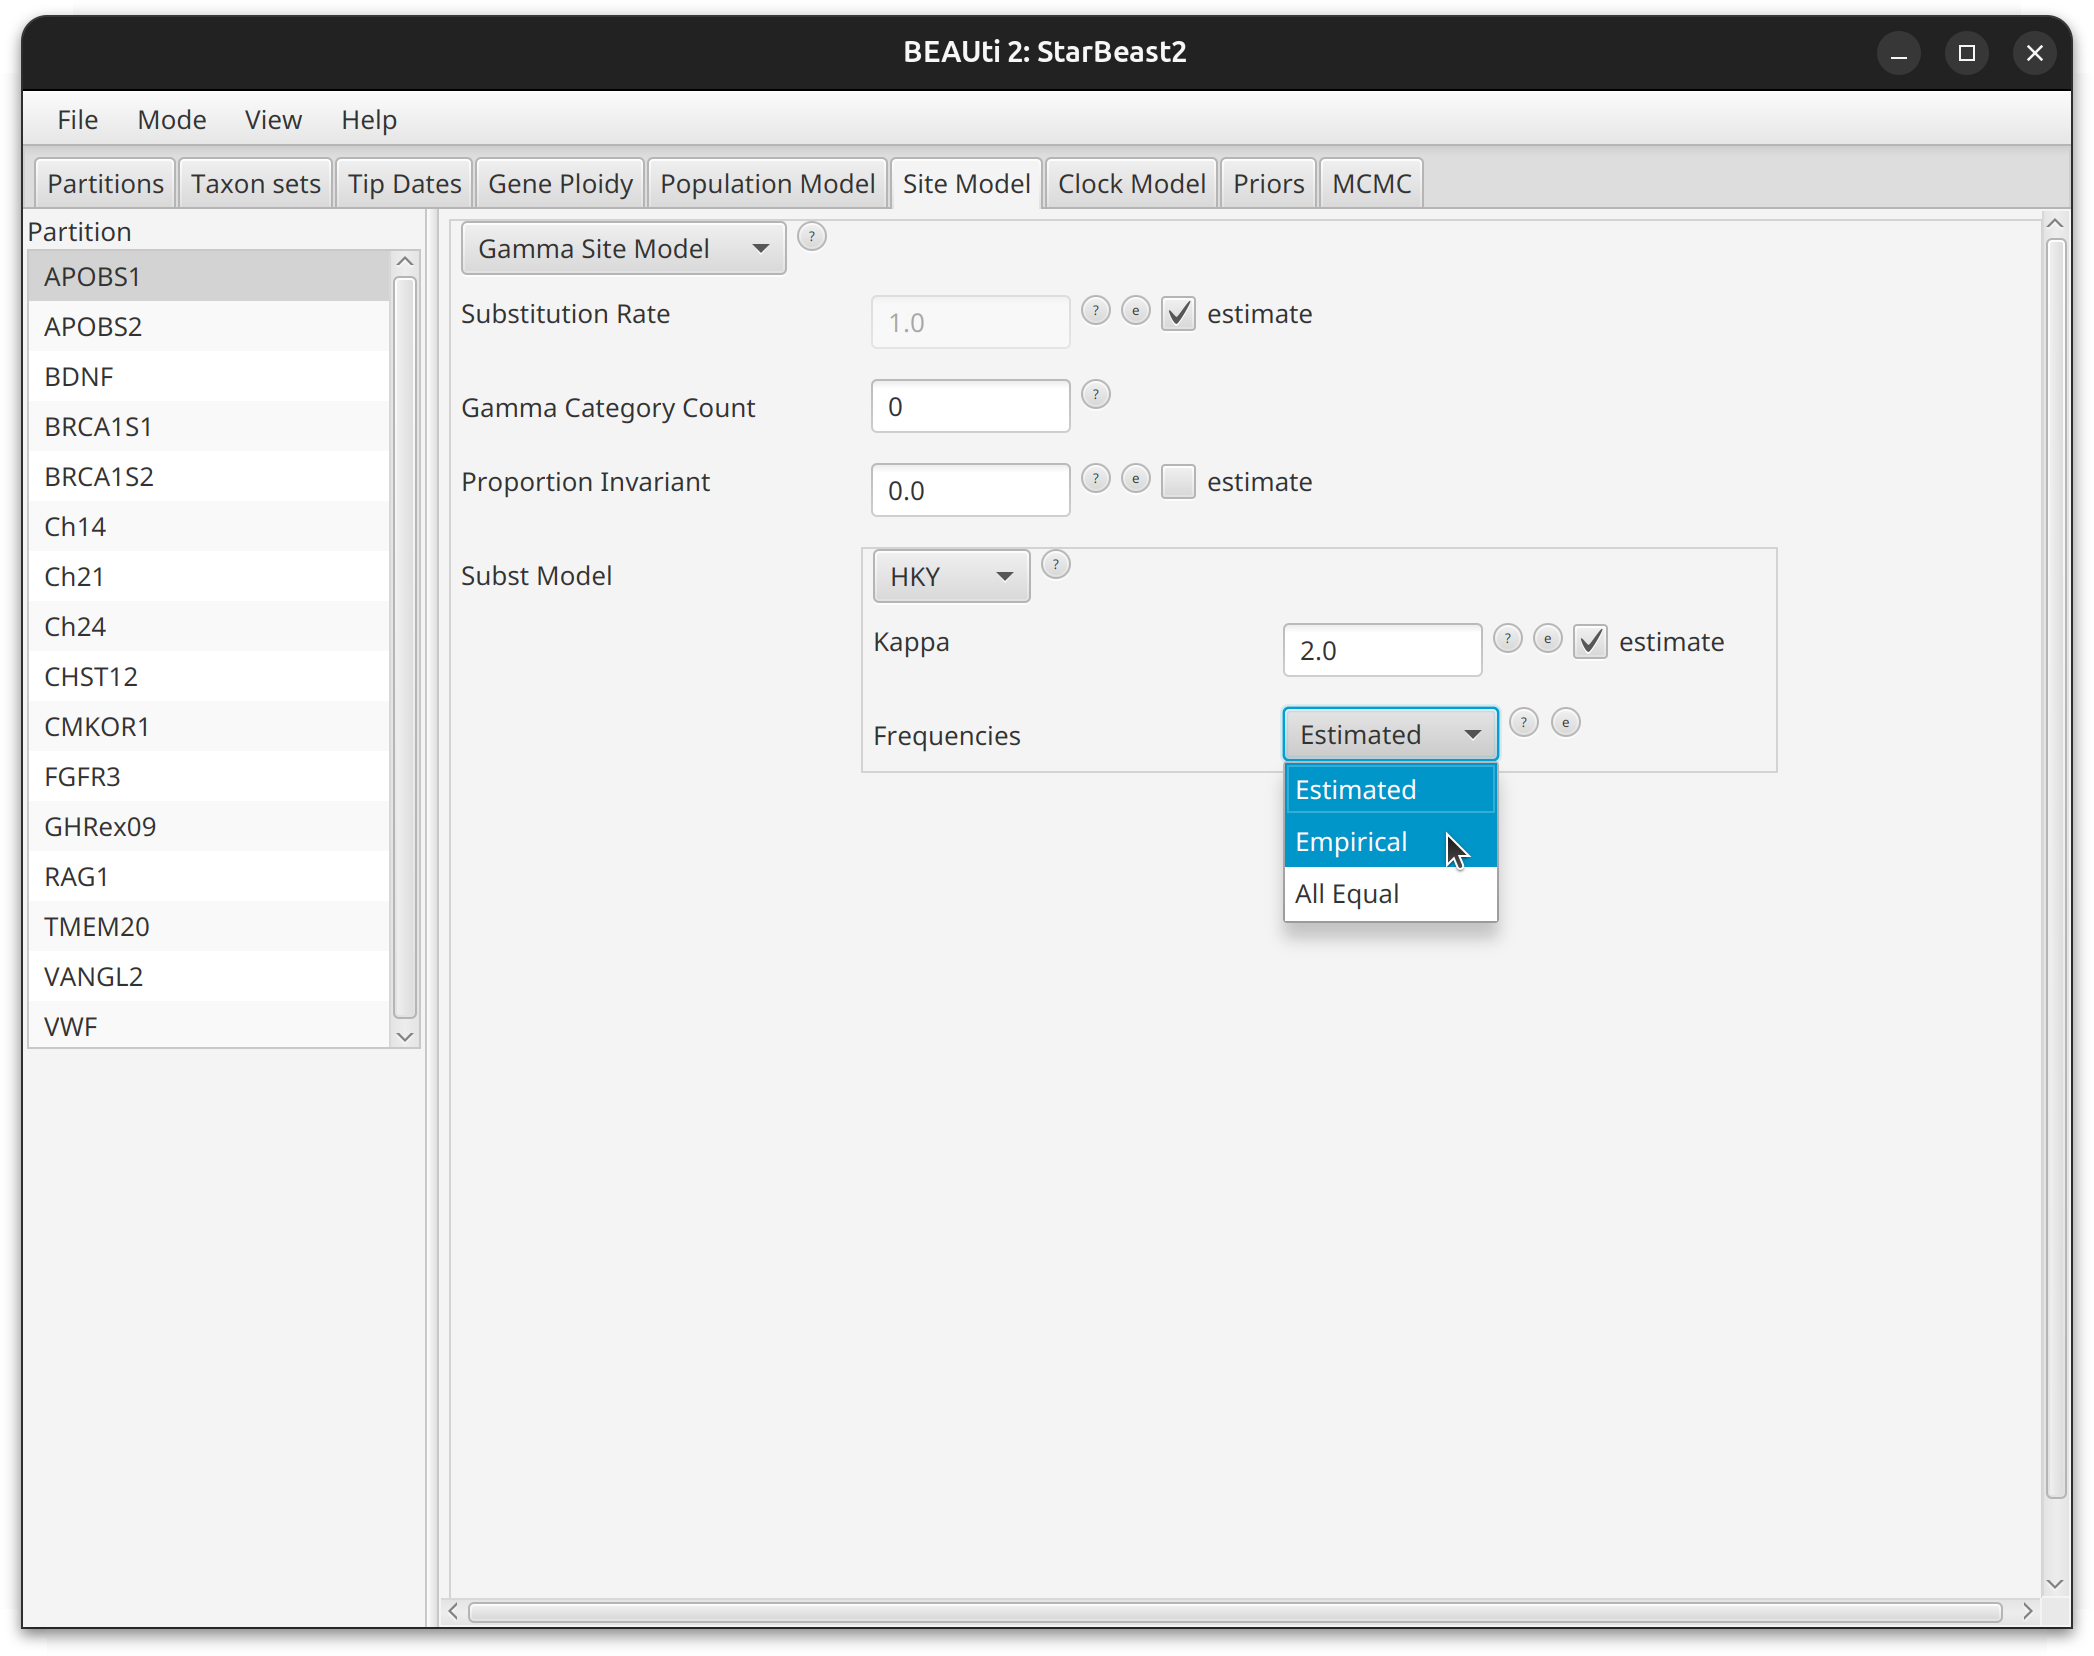 BEAUti 2: StarBeast2
File Mode View Help
Partitions Taxon sets Tip Dates Gene Ploidy Population Model Site Model Clock Model Priors MCMC
Partition
APOBS1
APOBS2
BDNF
BRCA1S1
BRCA1S2
Ch14
Ch21
Ch24
CHST12
CMKOR1
FGFR3
GHRex09
RAG1
TMEM20
VANGL2
VWF
Gamma Site Model ?
Substitution Rate 1.0 ? e estimate
Gamma Category Count 0 ?
Proportion Invariant 0.0 ? e estimate
Subst Model HKY ?
Kappa 2.0 ? e estimate
Frequencies Estimated ? e
Estimated
Empirical
All Equal